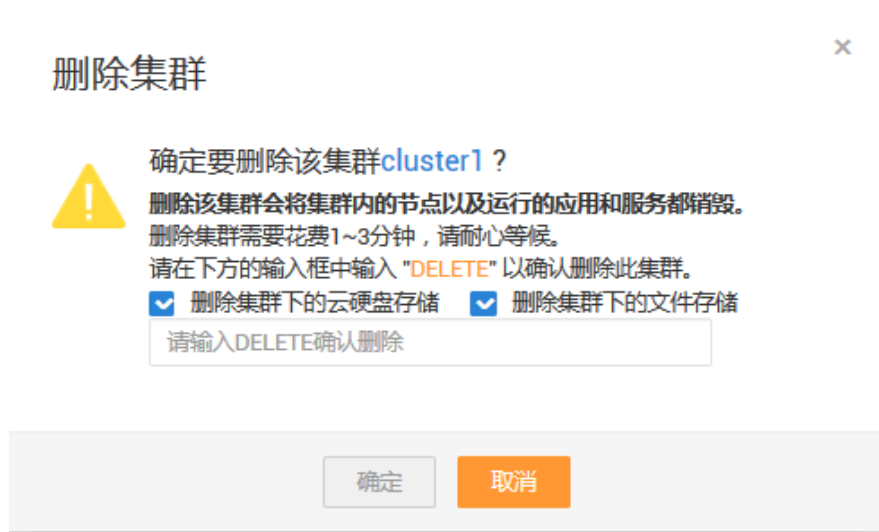 删除集群
×
确定要删除该集群cluster1？
删除该集群会将集群内的节点以及运行的应用和服务都销毁。
删除集群需要花费1~3分钟，请耐心等候。
请在下方的输入框中输入 "DELETE" 以确认删除此集群。
删除集群下的云硬盘存储 删除集群下的文件存储
请输入DELETE确认删除
确定 取消